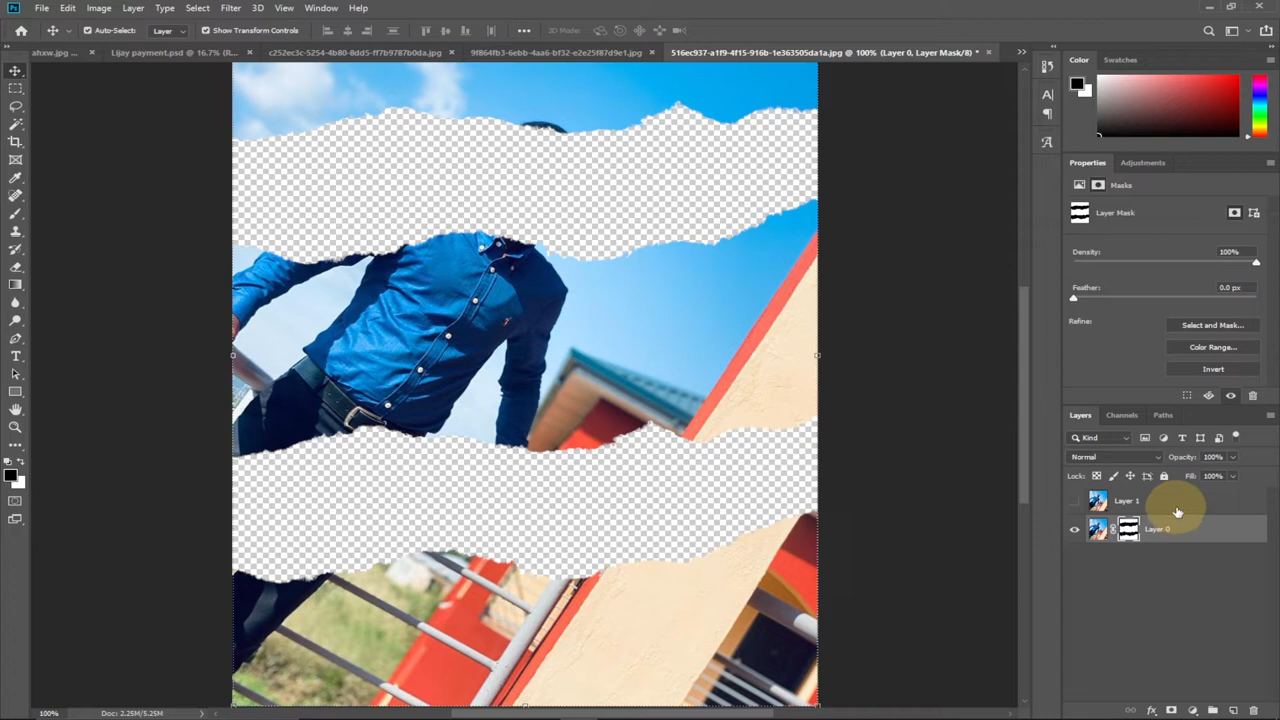 Ps File Edit Image Layer Type Select Filter 3D View Window Help
Auto-Select: Layer Show Transform Controls 3D Mode:
ahxw.jpg ... × Lijay payment.psd @ 16.7% (R... × c252ec3c-5254-4b80-8dd5-ff7b9787b0da.jpg × 9f864fb3-6ebb-4aa6-bf32-e2e25f87d9e1.jpg × 516ec937-a1f9-4f15-916b-1e363505da1a.jpg @ 100% (Layer 0, Layer Mask/8) * ×
Color Swatches
Properties Adjustments
Masks
Layer Mask
Density: 100%
Feather: 0.0 px
Refine: Select and Mask...
Color Range...
Invert
Layers Channels Paths
Kind
Normal Opacity: 100%
Lock: Fill: 100%
Layer 1
Layer 0
100% Doc: 2.25M/5.25M